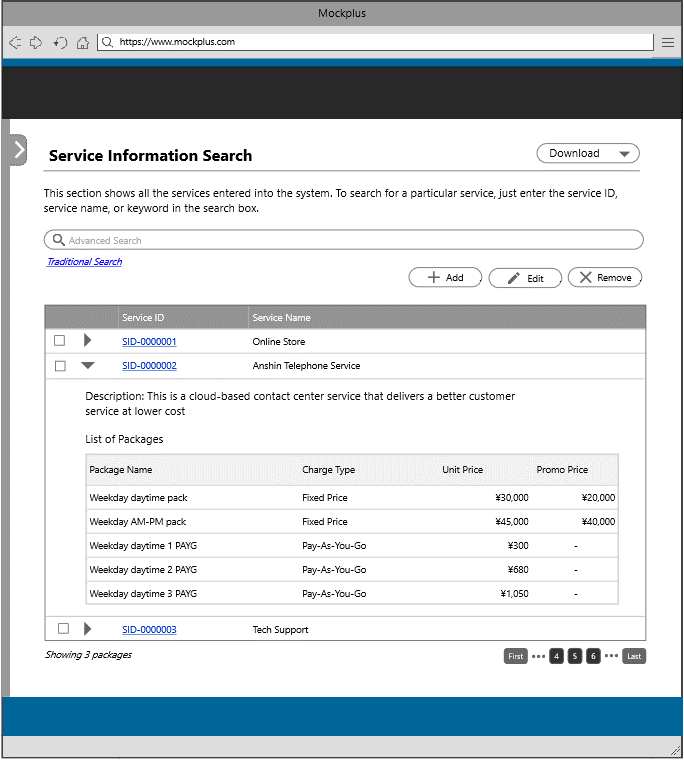 Mockplus
https://www.mockplus.com
Service Information Search
Download
This section shows all the services entered into the system. To search for a particular service, just enter the service ID,
service name, or keyword in the search box.
Advanced Search
Traditional Search
Add Edit Remove
Service ID Service Name
SID-0000001 Online Store
SID-0000002 Anshin Telephone Service
Description: This is a cloud-based contact center service that delivers a better customer
service at lower cost
List of Packages
Package Name Charge Type Unit Price Promo Price
Weekday daytime pack Fixed Price ¥30,000 ¥20,000
Weekday AM-PM pack Fixed Price ¥45,000 ¥40,000
Weekday daytime 1 PAYG Pay-As-You-Go ¥300 -
Weekday daytime 2 PAYG Pay-As-You-Go ¥680 -
Weekday daytime 3 PAYG Pay-As-You-Go ¥1,050 -
SID-0000003 Tech Support
Showing 3 packages
First ••• 4 5 6 ••• Last